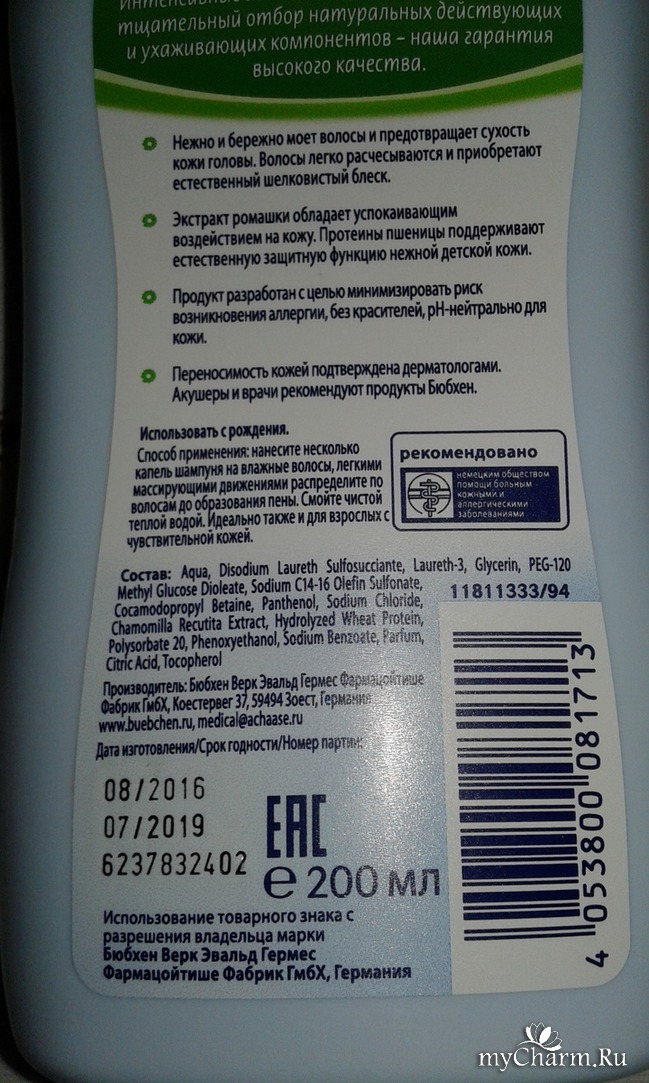 тщательный отбор натуральных действующих
и ухаживающих компонентов – наша гарантия
высокого качества.
Нежно и бережно моет волосы и предотвращает сухость
кожи головы. Волосы легко расчесываются и приобретают
естественный шелковистый блеск.
Экстракт ромашки обладает успокаивающим
воздействием на кожу. Протеины пшеницы поддерживают
естественную защитную функцию нежной детской кожи.
Продукт разработан с целью минимизировать риск
возникновения аллергии, без красителей, pH-нейтрально для
кожи.
Переносимость кожей подтверждена дерматологами.
Акушеры и врачи рекомендуют продукты Бюбхен.
Использовать с рождения.
Способ применения: нанесите несколько
капель шампуня на влажные волосы, легкими
массирующими движениями распределите по
волосам до образования пены. Смойте чистой
теплой водой. Идеально также и для взрослых с
чувствительной кожей.
рекомендовано
немецким обществом
помощи больным
кожными и
аллергическими
заболеваниями
Состав: Aqua, Disodium Laureth Sulfosucciante, Laureth-3, Glycerin, PEG-120
Methyl Glucose Dioleate, Sodium C14-16 Olefin Sulfonate,
Cocamodopropyl Betaine, Panthenol, Sodium Chloride,
Chamomilla Recutita Extract, Hydrolyzed Wheat Protein,
Polysorbate 20, Phenoxyethanol, Sodium Benzoate, Parfum,
Citric Acid, Tocopherol
11811333/94
Производитель: Бюбхен Верк Эвальд Гермес Фармацойтише
Фабрик ГмбХ, Коестервег 37, 59494 Зоест, Германия
www.buebchen.ru, medical@achaase.ru
Дата изготовления/Срок годности/Номер партии:
08/2016
07/2019
6237832402
EAC
e 200 мл
4 053800 081713
Использование товарного знака с
разрешения владельца марки
Бюбхен Верк Эвальд Гермес
Фармацойтише Фабрик ГмбХ, Германия
myCharm.Ru